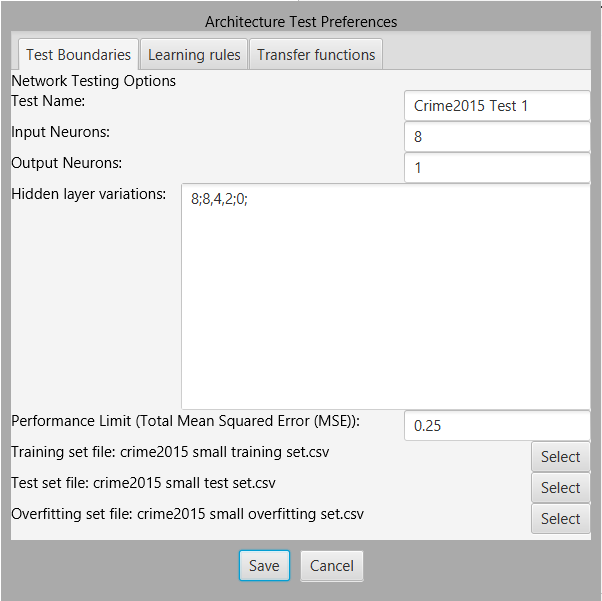 Architecture Test Preferences
Test Boundaries Learning rules Transfer functions
Network Testing Options
Test Name: Crime2015 Test 1
Input Neurons: 8
Output Neurons: 1
Hidden layer variations: 8;8,4,2;0;
Performance Limit (Total Mean Squared Error (MSE)): 0.25
Training set file: crime2015 small training set.csv Select
Test set file: crime2015 small test set.csv Select
Overfitting set file: crime2015 small overfitting set.csv Select
Save Cancel